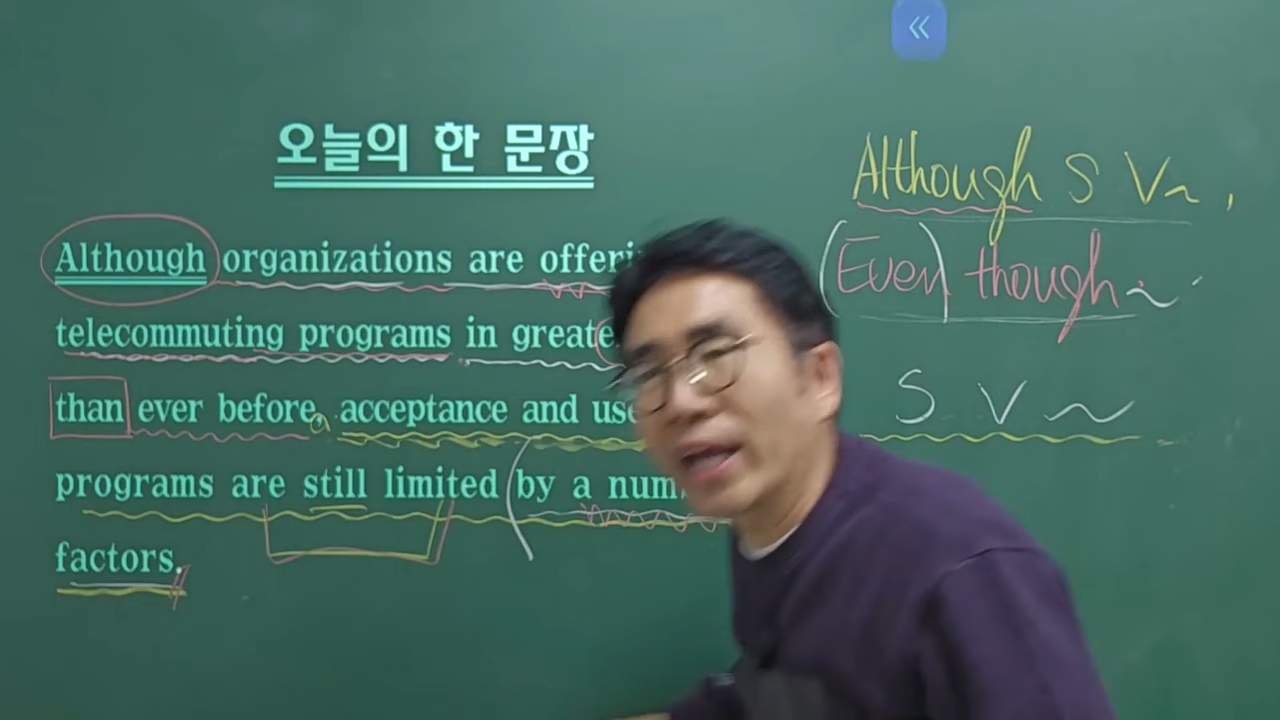 오늘의 한 문장
Although organizations are offeri
telecommuting programs in greate
than ever before, acceptance and use
programs are still limited by a num
factors.
Although S V~ ,
(Even) though~
S V ~